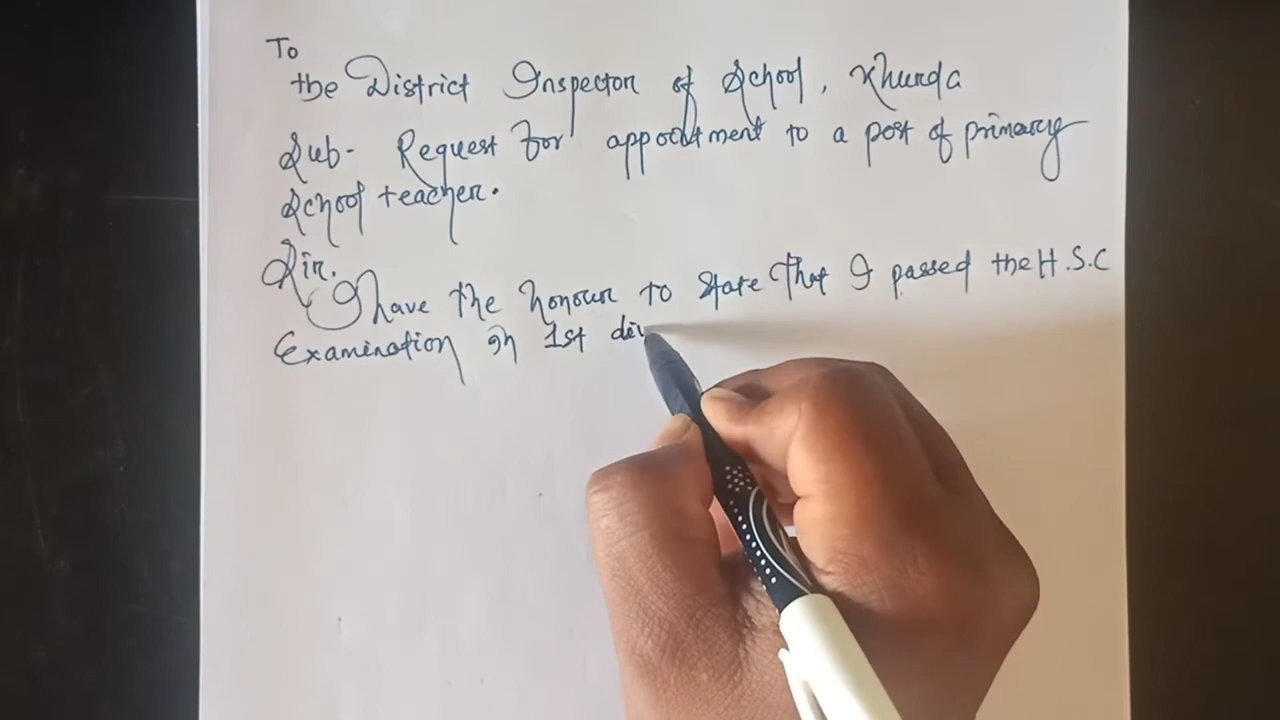 To
the District Inspector of School, Khurda
Sub- Request for appointment to a post of primary
School teacher.
Sir.
I have the honour to state that I passed the H.S.C
Examination in 1st div